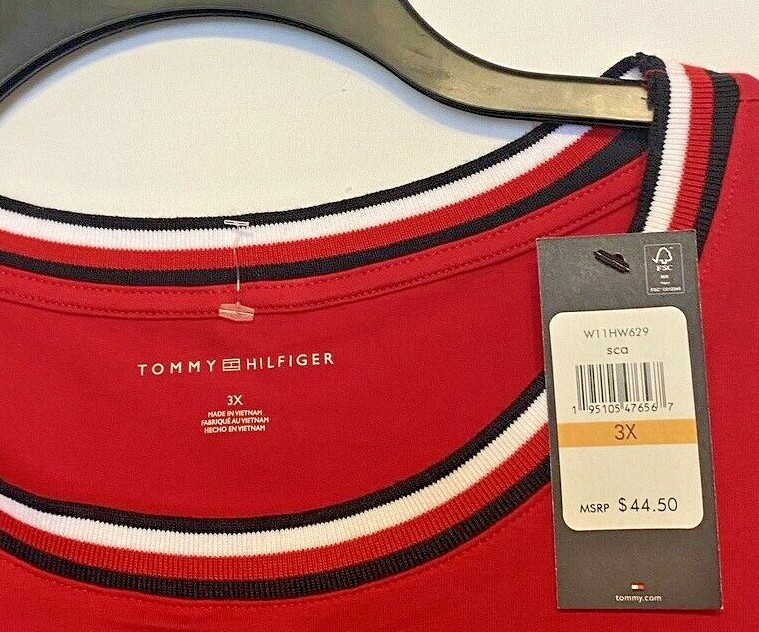 TOMMY HILFIGER
3X
MADE IN VIETNAM
FABRIQUÉ AU VIETNAM
HECHO EN VIETNAM
FSC
W11HW629
sca
1 95105 47656 7
3X
MSRP $44.50
tommy.com